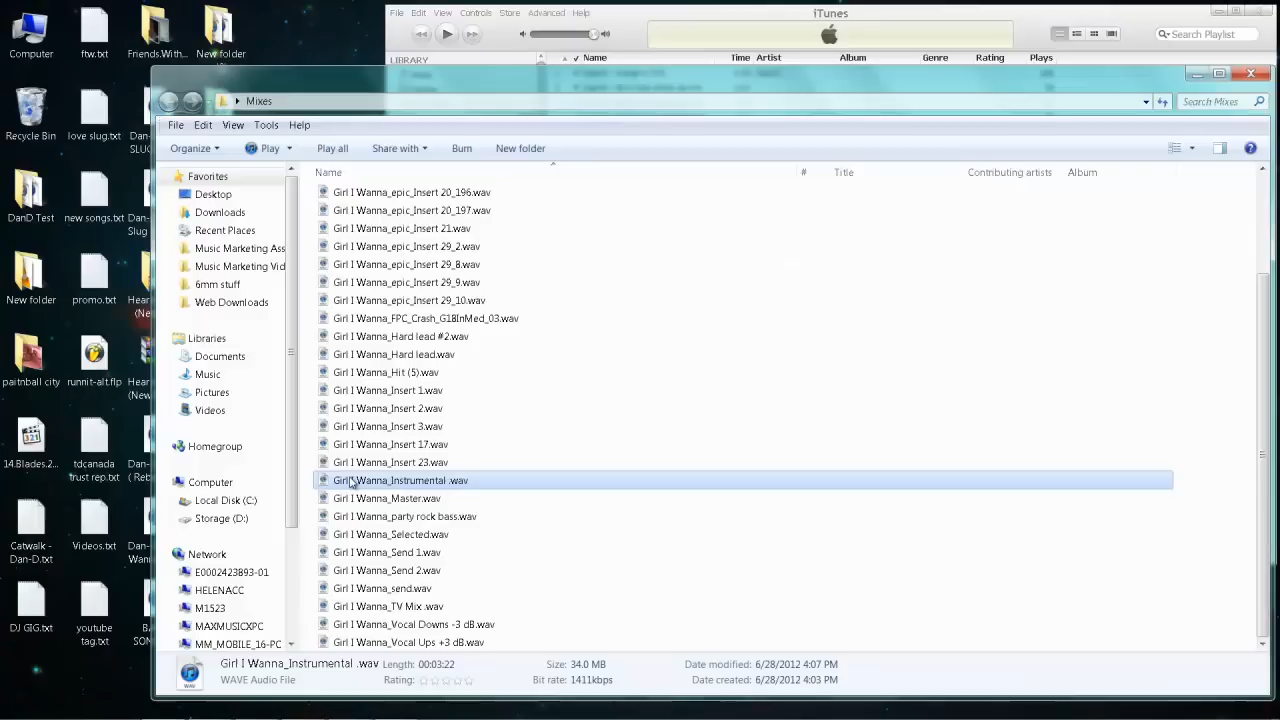 File Edit View Controls Store Advanced Help
iTunes
Search Playlist
LIBRARY
Name Time Artist Album Genre Rating Plays
Computer
ftw.txt
Friends.With...
New folder
Recycle Bin
love slug.txt
Dan-
DanD Test
new songs.txt
Dan-
Slug
New folder
promo.txt
Hear
(Nev
paitnball city
runnit-alt.flp
Hear
(New
14.Blades.2...
tdcanada
trust rep.txt
Dan-
( Reb
Catwalk -
Dan-D.txt
Videos.txt
Dan-
DJ GIG.txt
youtube
tag.txt
SON
Mixes
Search Mixes
File Edit View Tools Help
Organize Play Play all Share with Burn New folder
Name # Title Contributing artists Album
Favorites
Desktop
Downloads
Recent Places
Music Marketing Ass
Music Marketing Vid
6mm stuff
Web Downloads
Libraries
Documents
Music
Pictures
Videos
Homegroup
Computer
Local Disk (C:)
Storage (D:)
Network
E0002423893-01
HELENACC
M1523
MAXMUSICXPC
MM_MOBILE_16-PC
Girl I Wanna_epic_Insert 20_196.wav
Girl I Wanna_epic_Insert 20_197.wav
Girl I Wanna_epic_Insert 21.wav
Girl I Wanna_epic_Insert 29_2.wav
Girl I Wanna_epic_Insert 29_8.wav
Girl I Wanna_epic_Insert 29_9.wav
Girl I Wanna_epic_Insert 29_10.wav
Girl I Wanna_FPC_Crash_G18InMed_03.wav
Girl I Wanna_Hard lead #2.wav
Girl I Wanna_Hard lead.wav
Girl I Wanna_Hit (5).wav
Girl I Wanna_Insert 1.wav
Girl I Wanna_Insert 2.wav
Girl I Wanna_Insert 3.wav
Girl I Wanna_Insert 17.wav
Girl I Wanna_Insert 23.wav
Girl I Wanna_Instrumental .wav
Girl I Wanna_Master.wav
Girl I Wanna_party rock bass.wav
Girl I Wanna_Selected.wav
Girl I Wanna_Send 1.wav
Girl I Wanna_Send 2.wav
Girl I Wanna_send.wav
Girl I Wanna_TV Mix .wav
Girl I Wanna_Vocal Downs -3 dB.wav
Girl I Wanna_Vocal Ups +3 dB.wav
Girl I Wanna_Instrumental .wav Length: 00:03:22 Size: 34.0 MB Date modified: 6/28/2012 4:07 PM
WAVE Audio File Rating: Bit rate: 1411kbps Date created: 6/28/2012 4:03 PM
WAV